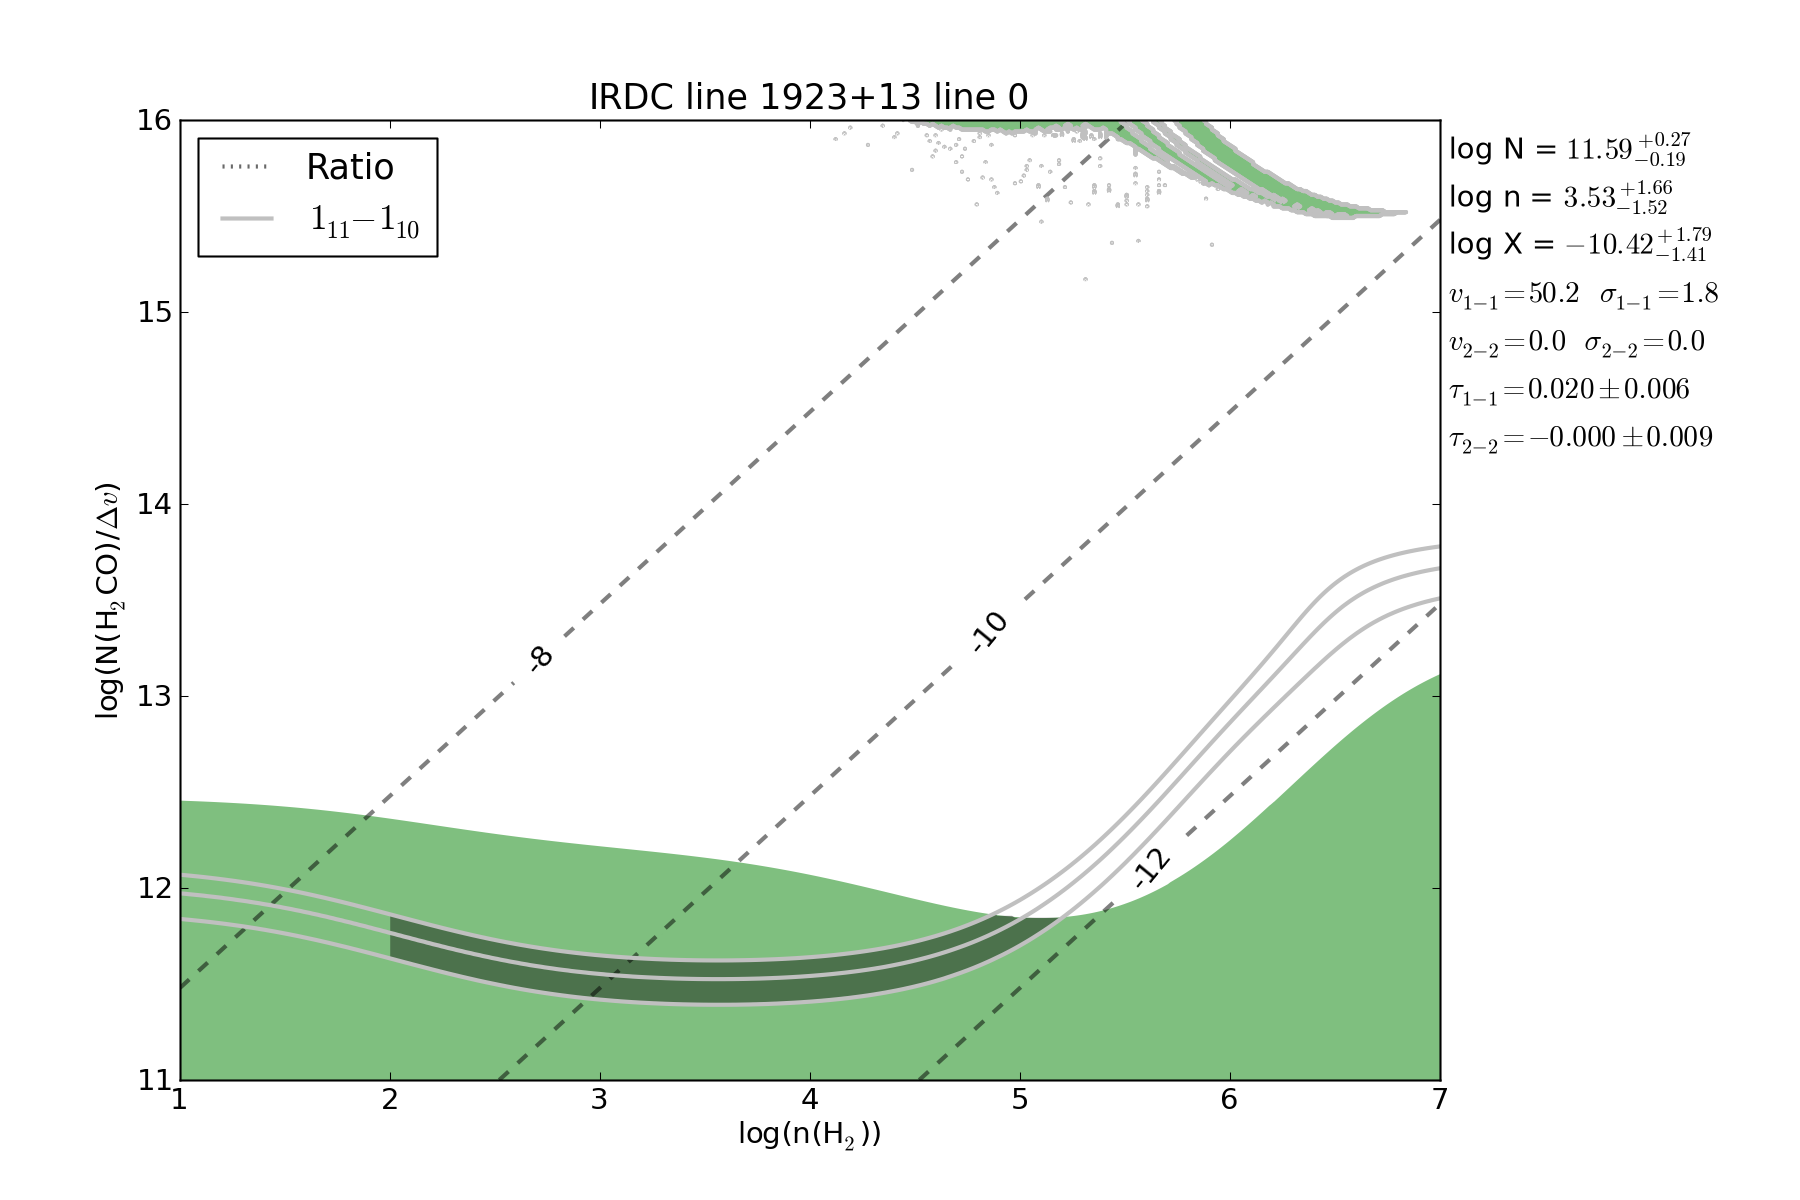 IRDC line 1923+13 line 0
Ratio
1₁₁−1₁₀
log N = 11.59 +0.27 −0.19
log n = 3.53 +1.66 −1.52
log X = −10.42 +1.79 −1.41
v₁₋₁=50.2 σ₁₋₁=1.8
v₂₋₂=0.0 σ₂₋₂=0.0
τ₁₋₁=0.020±0.006
τ₂₋₂=−0.000±0.009
16
15
14
13
12
11
log(N(H₂CO)/Δv)
-8
-10
-12
1 2 3 4 5 6 7
log(n(H₂))